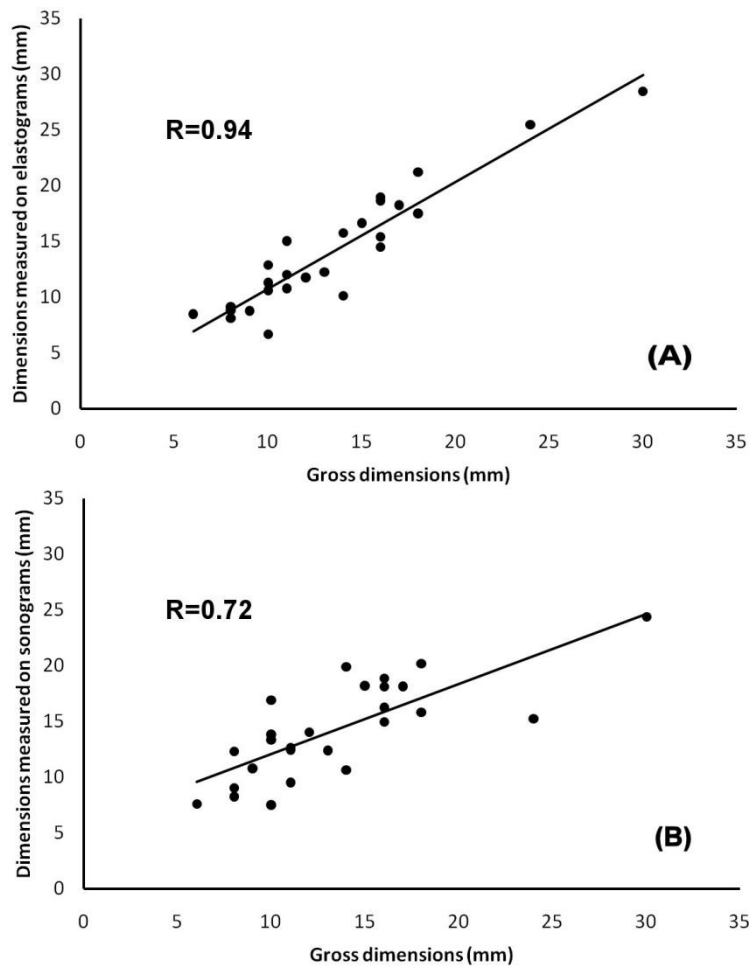 35
30
25
20
15
10
5
0
Dimensions measured on elastograms (mm)
R=0.94
(A)
0 5 10 15 20 25 30 35
Gross dimensions (mm)
35
30
25
20
15
10
5
0
Dimensions measured on sonograms (mm)
R=0.72
(B)
0 5 10 15 20 25 30 35
Gross dimensions (mm)